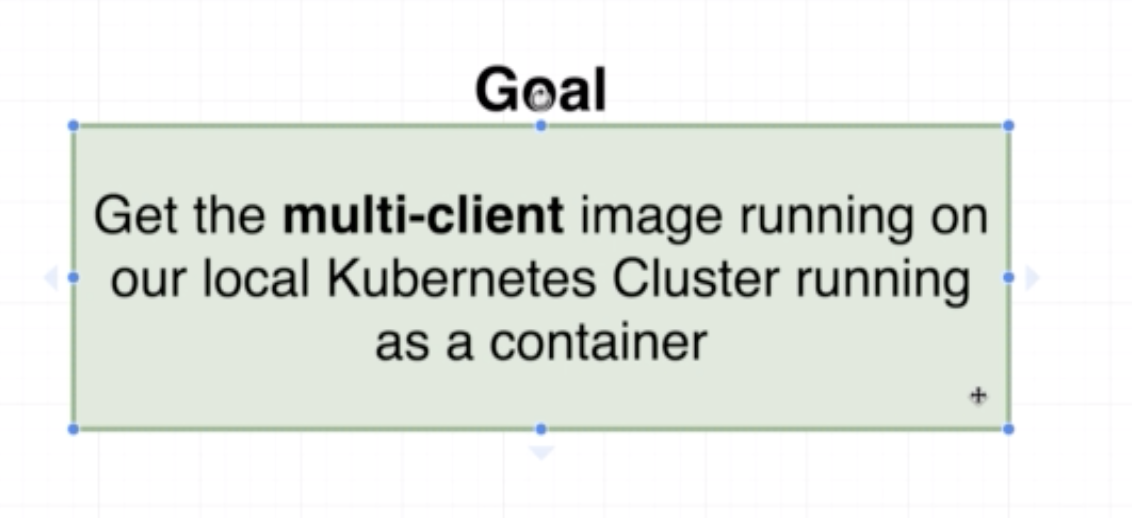 Goal
Get the multi-client image running on
our local Kubernetes Cluster running
as a container